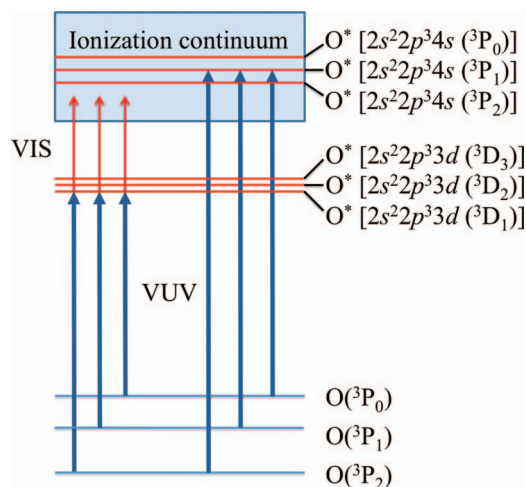 Ionization continuum
O* [2s²2p³4s (³P₀)]
O* [2s²2p³4s (³P₁)]
O* [2s²2p³4s (³P₂)]
VIS
O* [2s²2p³3d (³D₃)]
O* [2s²2p³3d (³D₂)]
O* [2s²2p³3d (³D₁)]
VUV
O(³P₀)
O(³P₁)
O(³P₂)